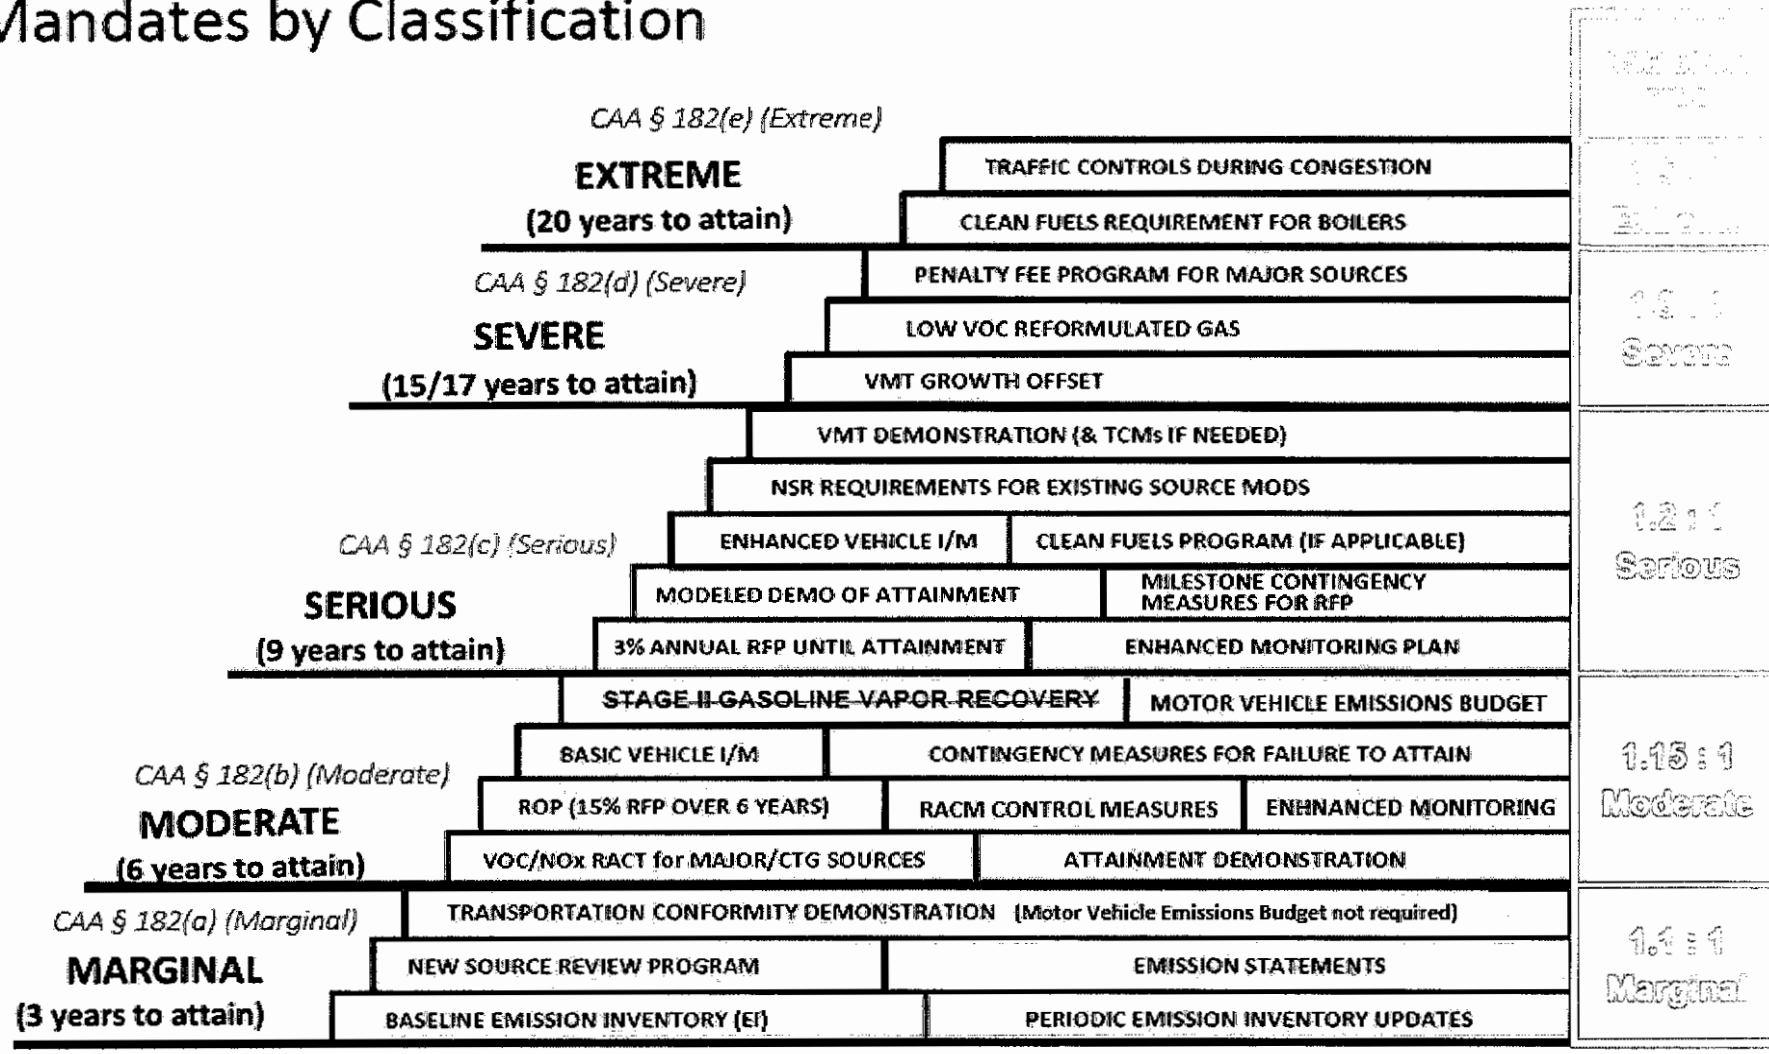 Mandates by Classification
CAA § 182(e) (Extreme)
EXTREME
(20 years to attain)
TRAFFIC CONTROLS DURING CONGESTION
CLEAN FUELS REQUIREMENT FOR BOILERS
CAA § 182(d) (Severe)
SEVERE
(15/17 years to attain)
PENALTY FEE PROGRAM FOR MAJOR SOURCES
LOW VOC REFORMULATED GAS
VMT GROWTH OFFSET
Severe
VMT DEMONSTRATION (& TCMs IF NEEDED)
NSR REQUIREMENTS FOR EXISTING SOURCE MODS
CAA § 182(c) (Serious)
SERIOUS
(9 years to attain)
ENHANCED VEHICLE I/M
CLEAN FUELS PROGRAM (IF APPLICABLE)
MODELED DEMO OF ATTAINMENT
MILESTONE CONTINGENCY
MEASURES FOR RFP
3% ANNUAL RFP UNTIL ATTAINMENT
ENHANCED MONITORING PLAN
1.2 : 1
Serious
STAGE II GASOLINE VAPOR RECOVERY
MOTOR VEHICLE EMISSIONS BUDGET
CAA § 182(b) (Moderate)
MODERATE
(6 years to attain)
BASIC VEHICLE I/M
CONTINGENCY MEASURES FOR FAILURE TO ATTAIN
ROP (15% RFP OVER 6 YEARS)
RACM CONTROL MEASURES
ENHNANCED MONITORING
VOC/NOx RACT for MAJOR/CTG SOURCES
ATTAINMENT DEMONSTRATION
1.15 : 1
Moderate
CAA § 182(a) (Marginal)
MARGINAL
(3 years to attain)
TRANSPORTATION CONFORMITY DEMONSTRATION (Motor Vehicle Emissions Budget not required)
NEW SOURCE REVIEW PROGRAM
EMISSION STATEMENTS
BASELINE EMISSION INVENTORY (EI)
PERIODIC EMISSION INVENTORY UPDATES
1.1 : 1
Marginal